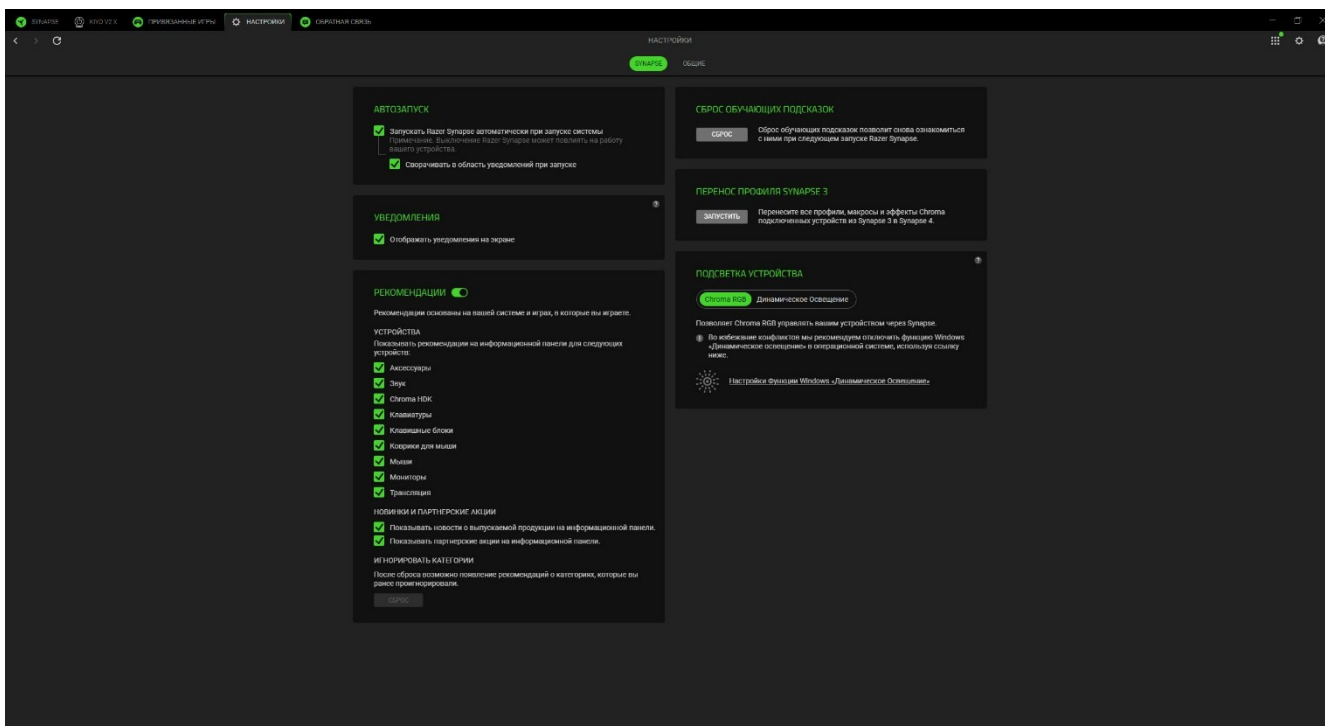 SYNAPSE
KIYO V2 X
ПРИВЯЗАННЫЕ ИГРЫ
НАСТРОЙКИ
ОБРАТНАЯ СВЯЗЬ
НАСТРОЙКИ
SYNAPSE
ОБЩИЕ
АВТОЗАПУСК
Запускать Razer Synapse автоматически при запуске системы
Примечание. Выключение Razer Synapse может повлиять на работу
вашего устройства.
Сворачивать в область уведомлений при запуске
УВЕДОМЛЕНИЯ
Отображать уведомления на экране
РЕКОМЕНДАЦИИ
Рекомендации основаны на вашей системе и играх, в которые вы играете.
УСТРОЙСТВА
Показывать рекомендации на информационной панели для следующих
устройств:
Аксессуары
Звук
Chroma HDK
Клавиатуры
Клавишные блоки
Коврики для мыши
Мыши
Мониторы
Трансляция
НОВИНКИ И ПАРТНЕРСКИЕ АКЦИИ
Показывать новости о выпускаемой продукции на информационной панели.
Показывать партнерские акции на информационной панели.
ИГНОРИРОВАТЬ КАТЕГОРИИ
После сброса возможно появление рекомендаций о категориях, которые вы
ранее проигнорировали.
СБРОС
СБРОС ОБУЧАЮЩИХ ПОДСКАЗОК
СБРОС
Сброс обучающих подсказок позволит снова ознакомиться
с ними при следующем запуске Razer Synapse.
ПЕРЕНОС ПРОФИЛЯ SYNAPSE 3
ЗАПУСТИТЬ
Перенесите все профили, макросы и эффекты Chroma
подключенных устройств из Synapse 3 в Synapse 4.
ПОДСВЕТКА УСТРОЙСТВА
Chroma RGB
Динамическое Освещение
Позволяет Chroma RGB управлять вашим устройством через Synapse.
Во избежание конфликтов мы рекомендуем отключить функцию Windows
«Динамическое освещение» в операционной системе, используя ссылку
ниже.
Настройки Функции Windows «Динамическое Освещение»